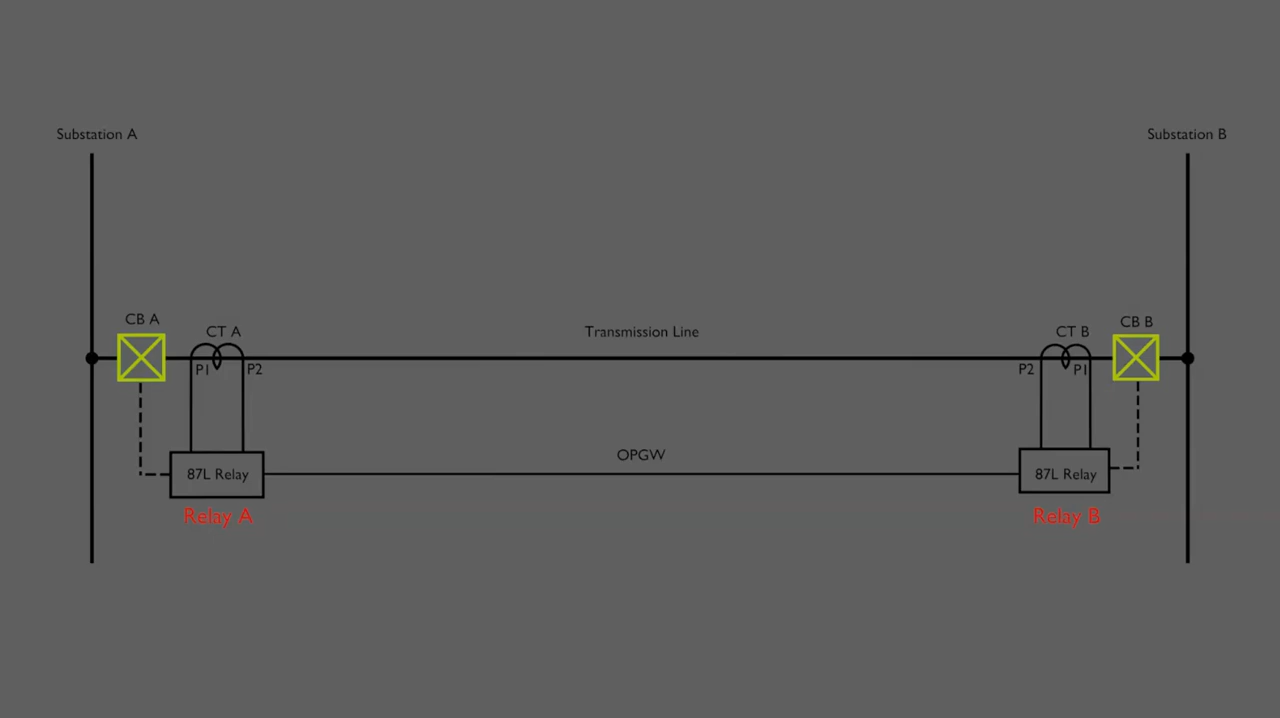 Substation A
Substation B
CB A
CT A
Transmission Line
CT B
CB B
P1
P2
P2
P1
OPGW
87L Relay
87L Relay
Relay A
Relay B